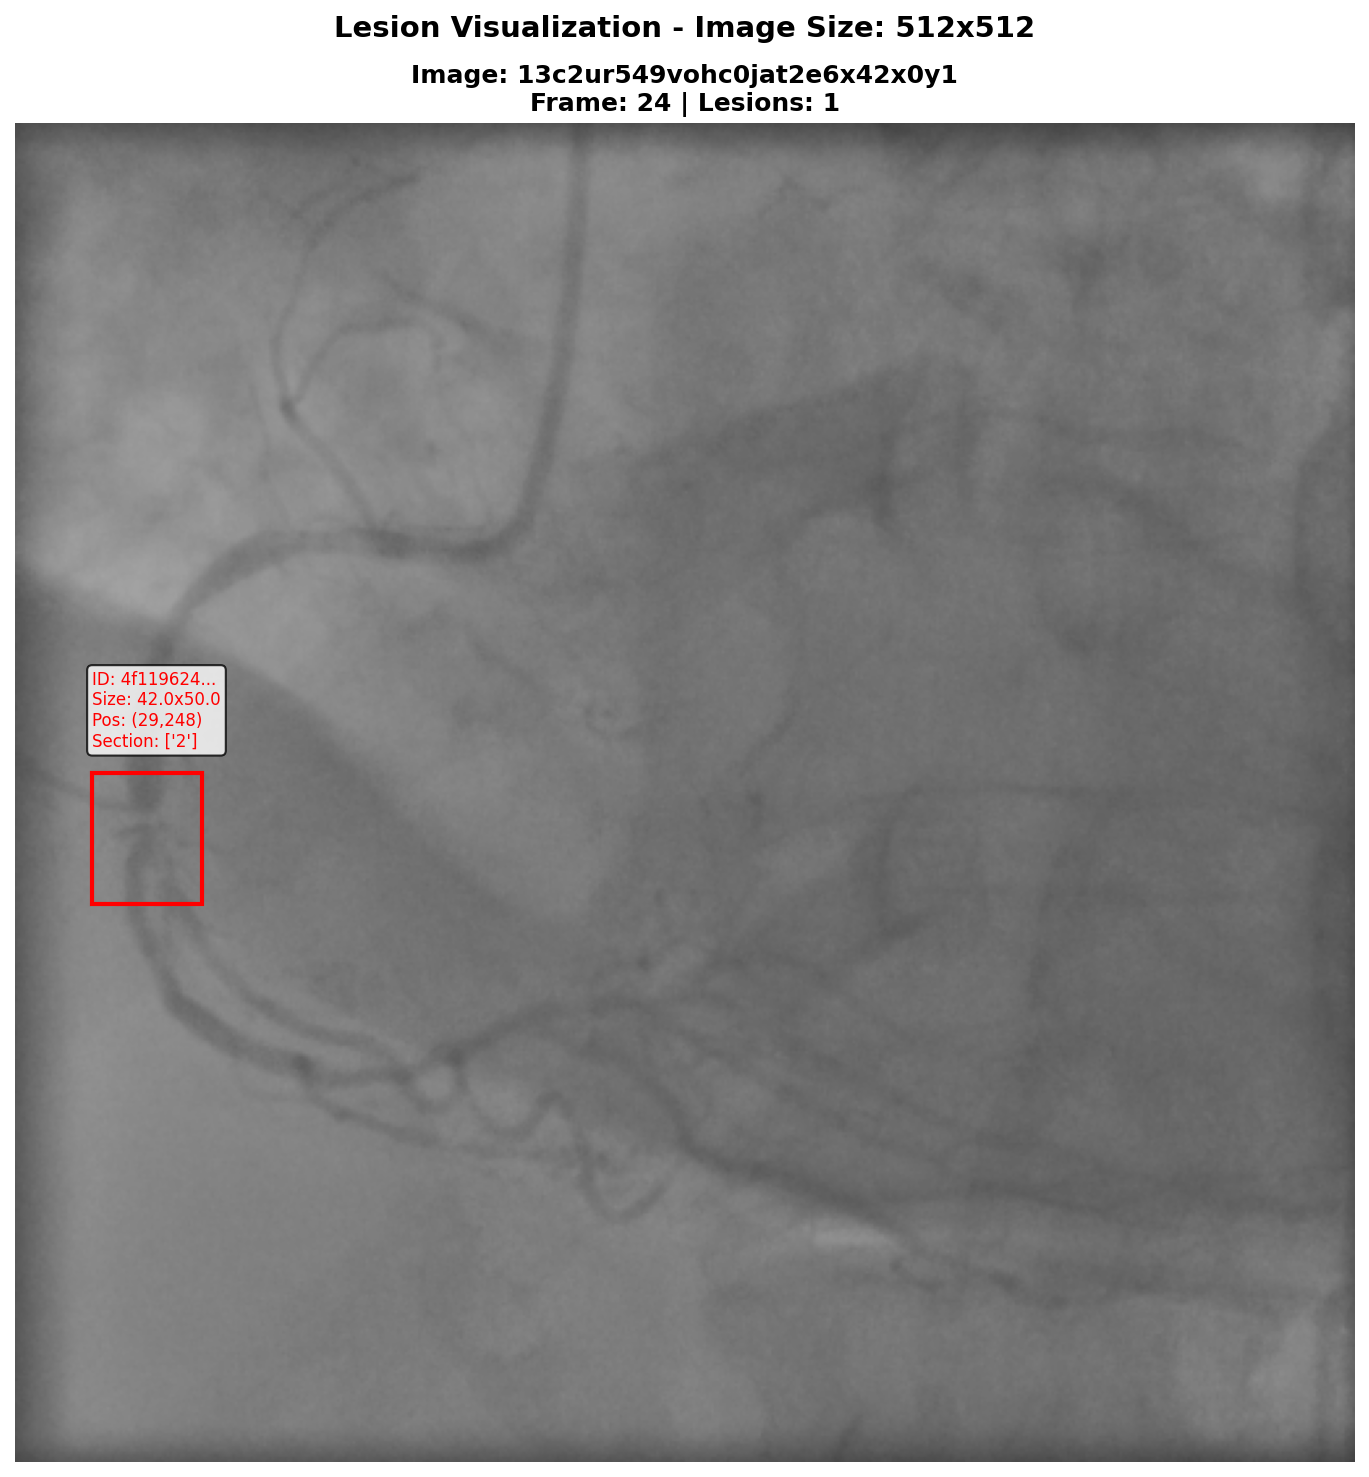 Lesion Visualization - Image Size: 512x512
Image: 13c2ur549vohc0jat2e6x42x0y1
Frame: 24 | Lesions: 1
ID: 4f119624...
Size: 42.0x50.0
Pos: (29,248)
Section: ['2']